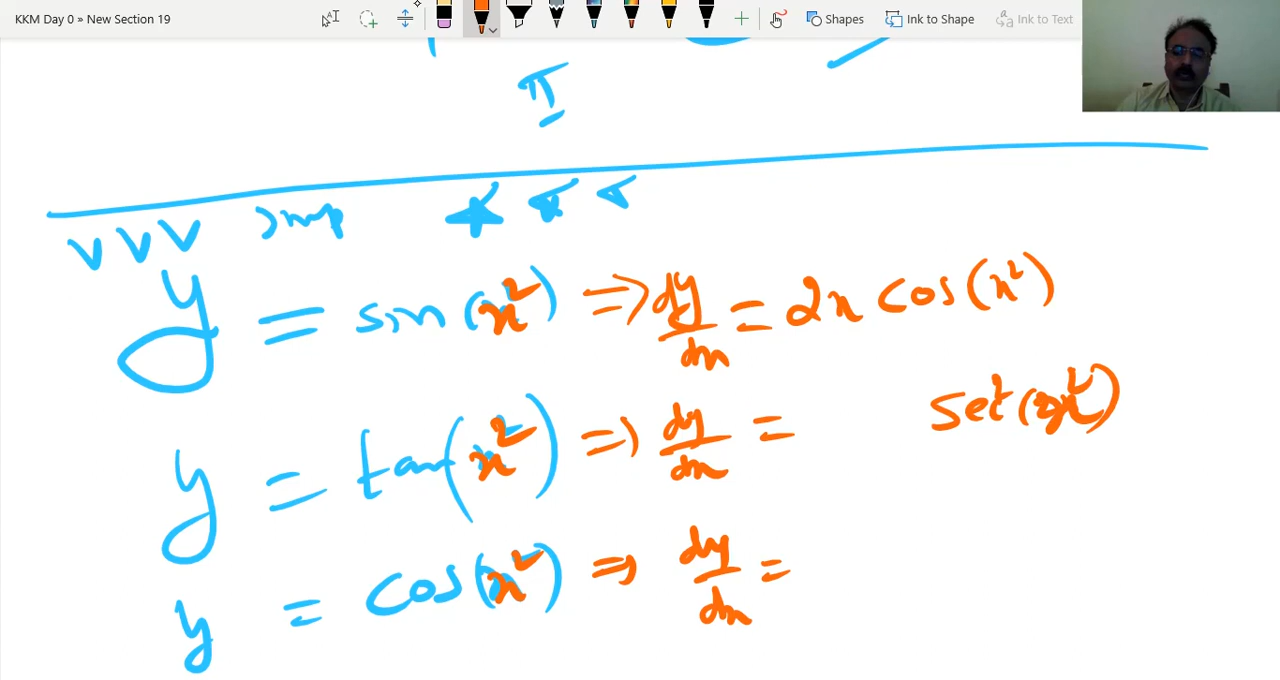 KKM Day 0 » New Section 19
Shapes
Ink to Shape
Ink to Text
π
VVV Imp
y = sin(x²) ⇒ dy/dx = 2x cos(x²)
y = tan(x²) ⇒ dy/dx = sec²(x²)
y = cos(x²) ⇒ dy/dx =